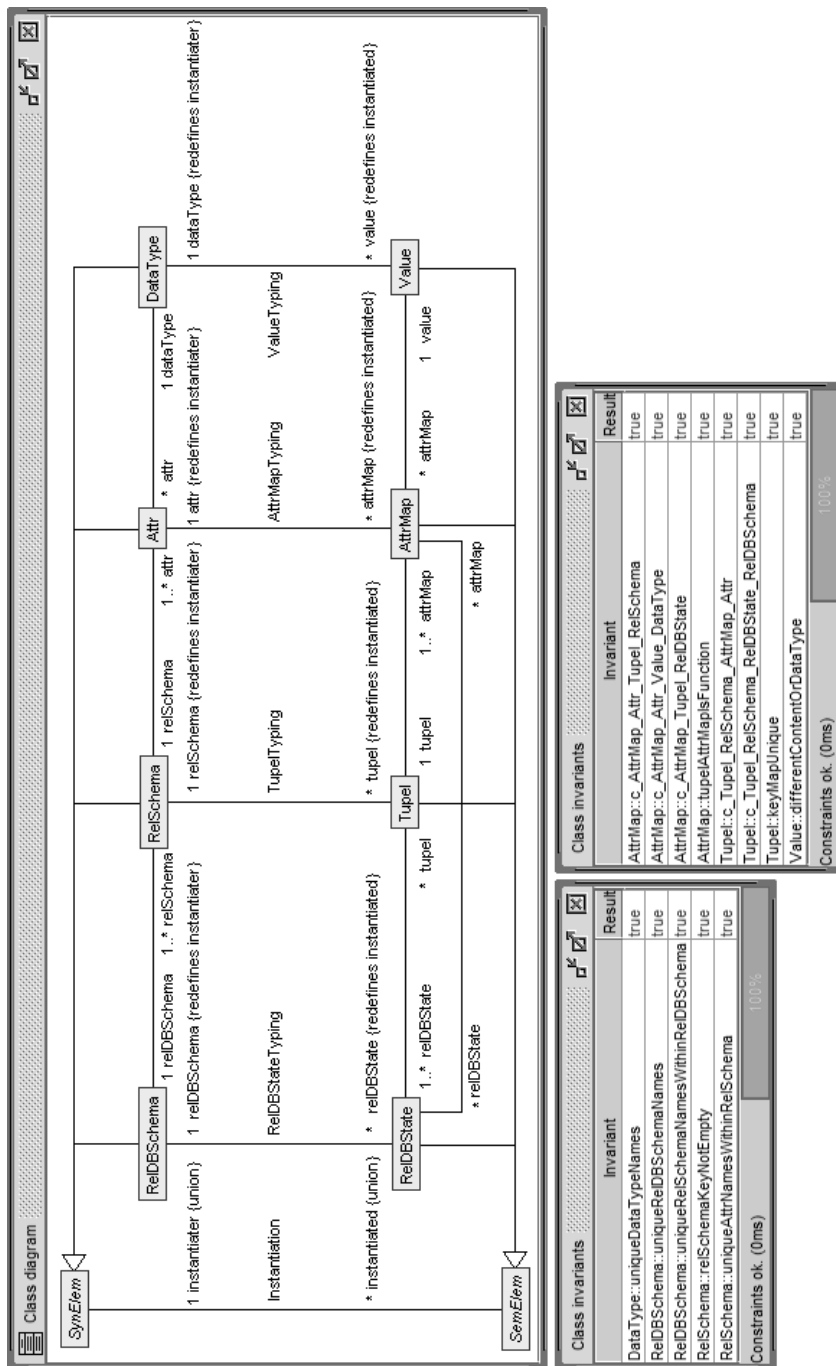 Class diagram
SynElem
RelDBSchema
RelSchema
Attr
DataType
1 relDBSchema
1..* relSchema
1 relSchema
1..* attr
* attr
1 dataType
1 instantiater {union}
1 relDBSchema {redefines instantiater}
1 relSchema {redefines instantiater}
1 attr {redefines instantiater}
1 dataType {redefines instantiater}
Instantiation
RelDBStateTyping
TupelTyping
AttrMapTyping
ValueTyping
* instantiated {union}
* relDBState {redefines instantiated}
* tupel {redefines instantiated}
* attrMap {redefines instantiated}
* value {redefines instantiated}
SemElem
RelDBState
Tupel
AttrMap
Value
1..* relDBState
* tupel
1 tupel
1..* attrMap
* attrMap
1 value
* relDBState
* attrMap
Class invariants
Invariant Result
DataType::uniqueDataTypeNames true
RelDBSchema::uniqueRelDBSchemaNames true
RelDBSchema::uniqueRelSchemaNamesWithinRelDBSchema true
RelSchema::relSchemaKeyNotEmpty true
RelSchema::uniqueAttrNamesWithinRelSchema true
Constraints ok. (0ms) 100%
Class invariants
Invariant Result
AttrMap::c_AttrMap_Attr_Tupel_RelSchema true
AttrMap::c_AttrMap_Attr_Value_DataType true
AttrMap::c_AttrMap_Tupel_RelDBState true
AttrMap::tupelAttrMapIsFunction true
Tupel::c_Tupel_RelSchema_AttrMap_Attr true
Tupel::c_Tupel_RelSchema_RelDBState_RelDBSchema true
Tupel::keyMapUnique true
Value::differentContentOrDataType true
Constraints ok. (0ms) 100%